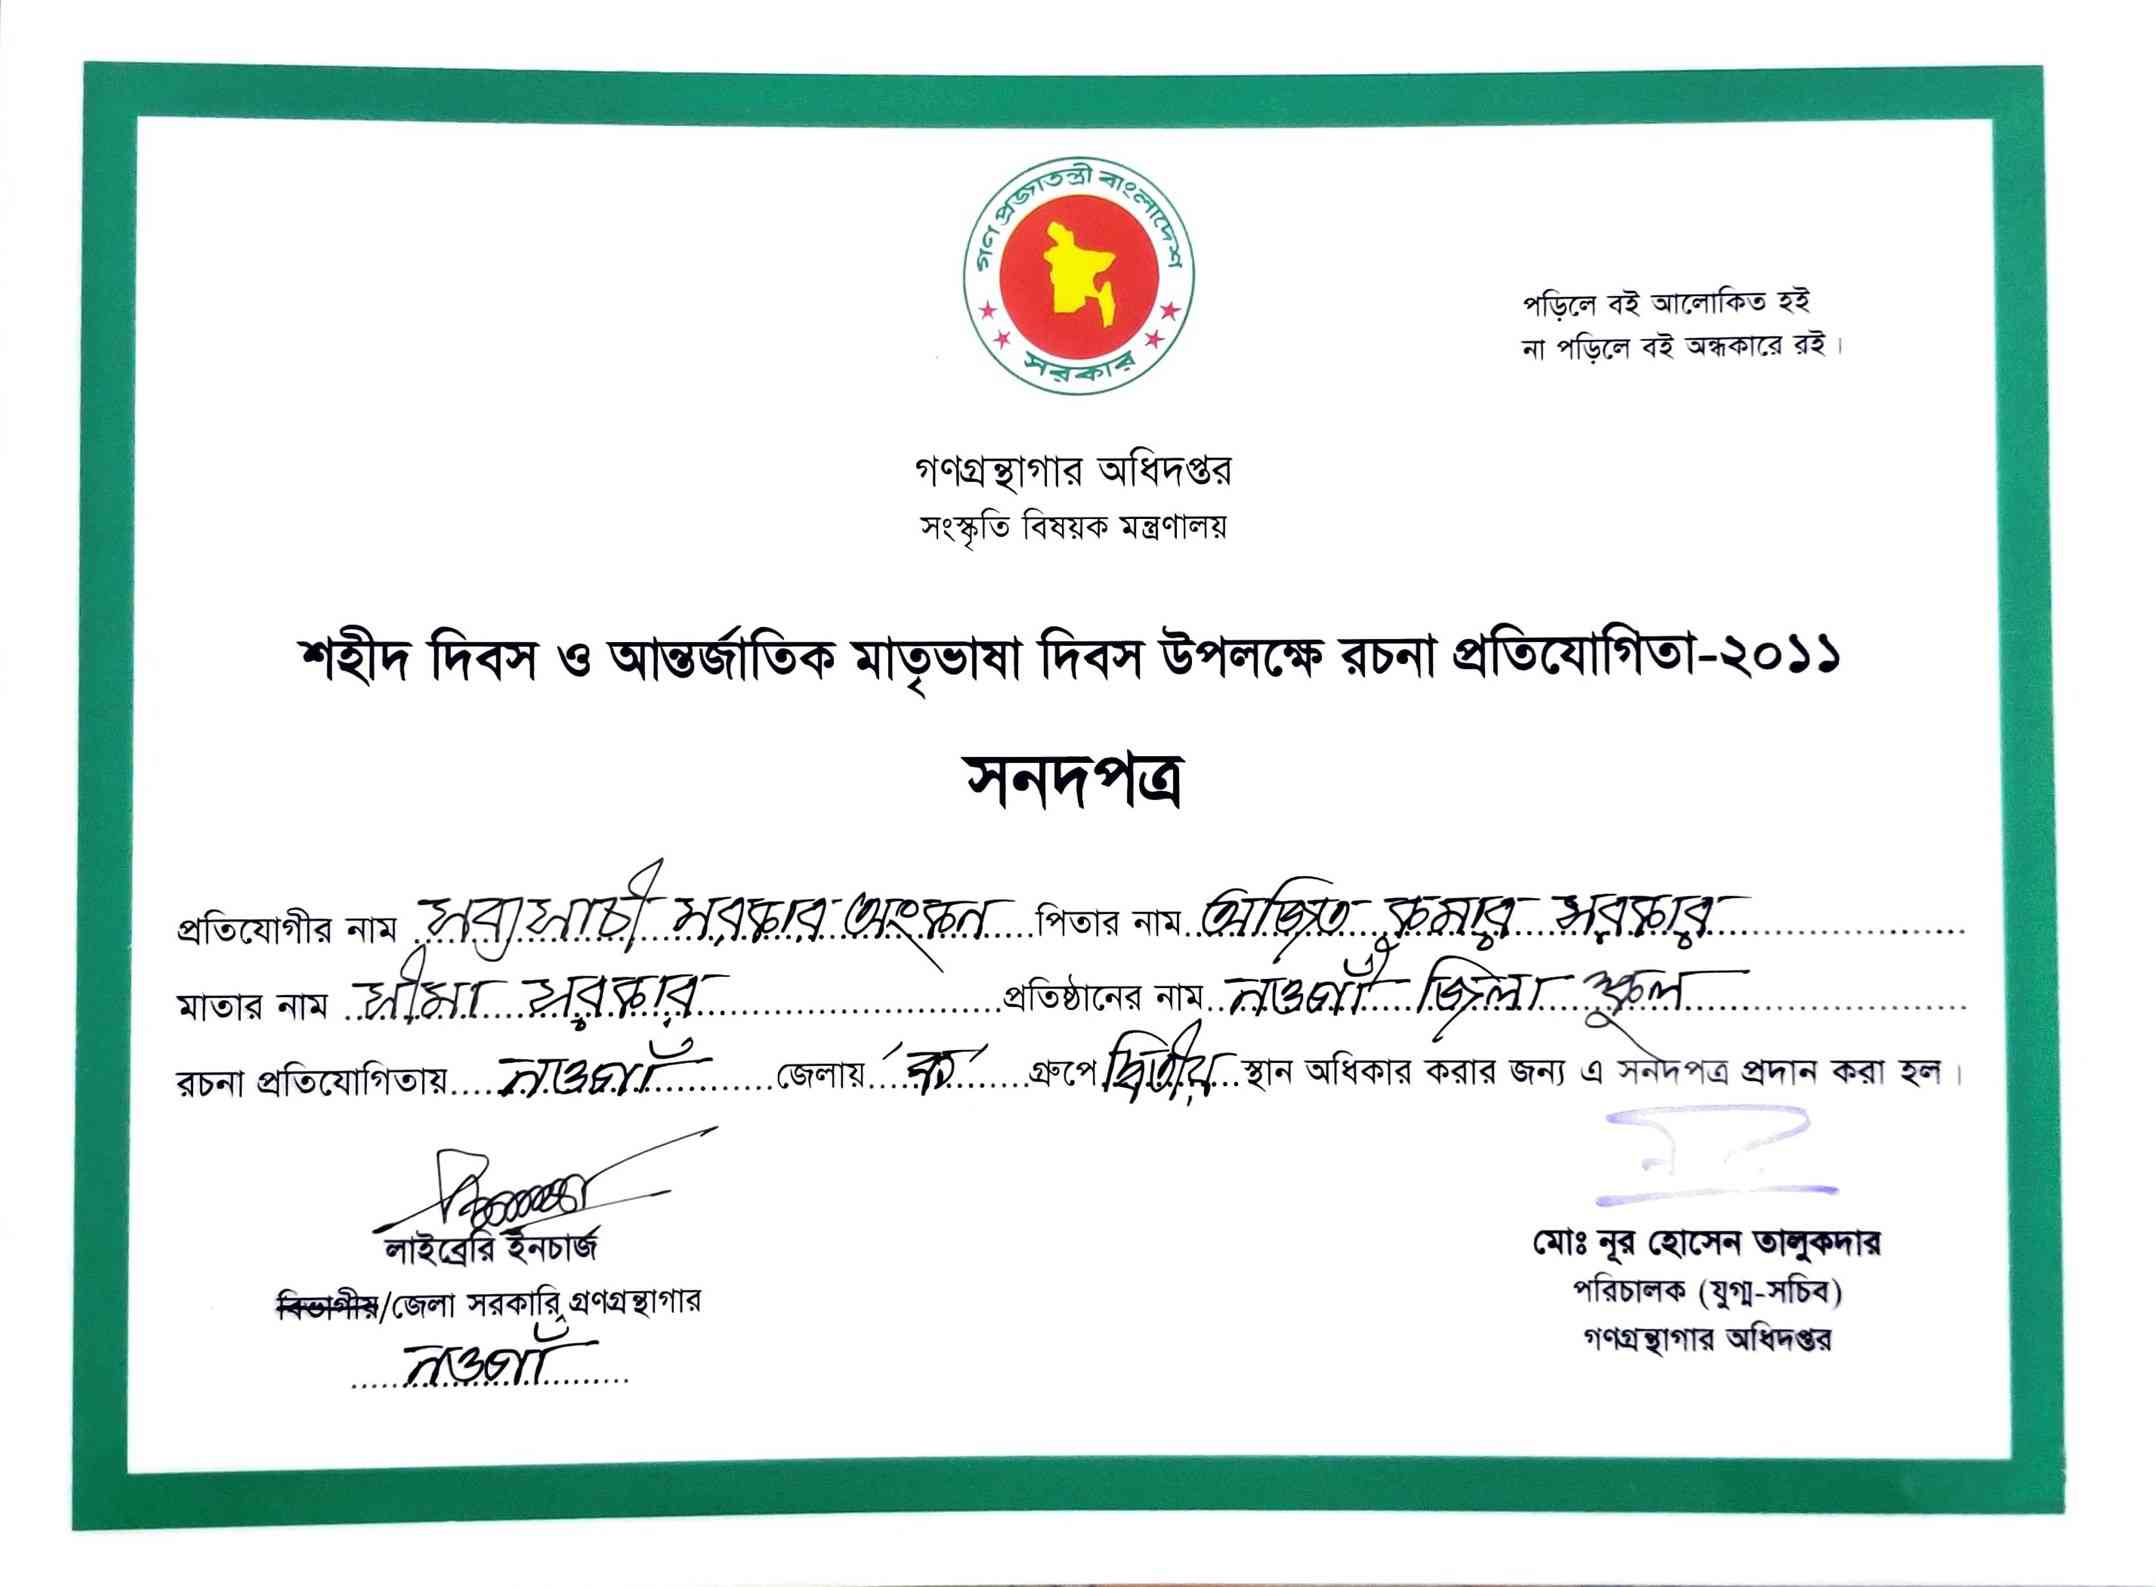 গণ প্রজাতন্ত্রী বাংলাদেশ
সরকার
পড়িলে বই আলোকিত হই
না পড়িলে বই অন্ধকারে রই।
গণগ্রন্থাগার অধিদপ্তর
সংস্কৃতি বিষয়ক মন্ত্রণালয়
শহীদ দিবস ও আন্তর্জাতিক মাতৃভাষা দিবস উপলক্ষে রচনা প্রতিযোগিতা-২০১১
সনদপত্র
প্রতিযোগীর নাম সব্যসাচী সরকার অংকন পিতার নাম অজিত কুমার সরকার
মাতার নাম সীমা সরকার প্রতিষ্ঠানের নাম নওগাঁ জিলা স্কুল
রচনা প্রতিযোগিতায় নওগাঁ জেলায় 'ক' গ্রুপে দ্বিতীয় স্থান অধিকার করার জন্য এ সনদপত্র প্রদান করা হল।
লাইব্রেরি ইনচার্জ
বিভাগীয়/জেলা সরকারি গ্রণগ্রন্থাগার
নওগাঁ
মোঃ নূর হোসেন তালুকদার
পরিচালক (যুগ্ম-সচিব)
গণগ্রন্থাগার অধিদপ্তর